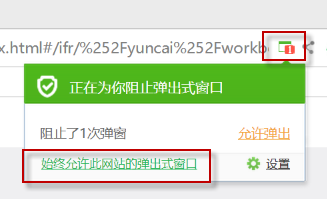 x.html#/ifr/%252Fyuncai%252Fworkb
1
正在为你阻止弹出式窗口
阻止了1次弹窗
允许弹出
始终允许此网站的弹出式窗口
设置